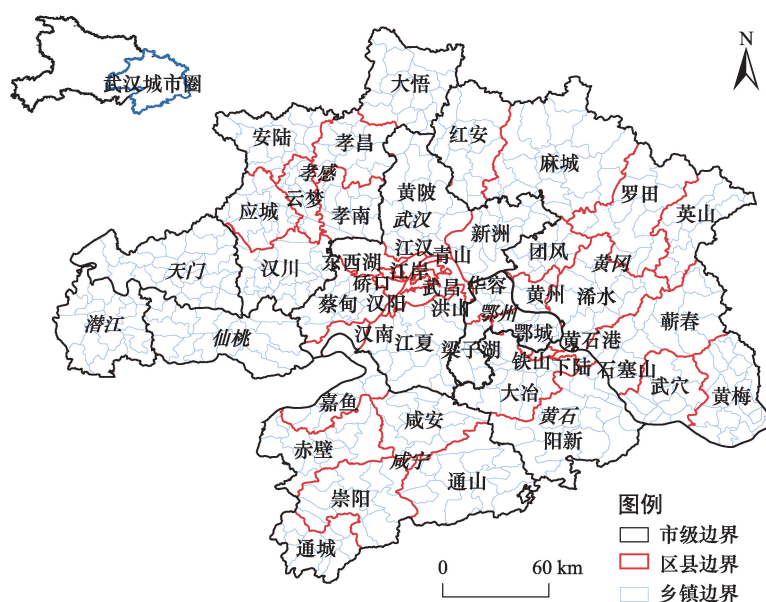 N
武汉城市圈
大悟
安陆
孝昌
红安
麻城
孝感
云梦
黄陂
罗田
应城
孝南
武汉
新洲
英山
江汉
青山
团风
天门
汉川
东西湖
江岸
黄冈
硚口
武昌
华容
黄州
浠水
潜江
蔡甸
汉阳
洪山
鄂州
蕲春
仙桃
汉南
江夏
梁子湖
鄂城
黄石港
铁山
下陆
石塞山
大冶
武穴
黄梅
嘉鱼
咸安
黄石
赤壁
阳新
咸宁
通山
崇阳
通城
图例
市级边界
区县边界
乡镇边界
0 60 km